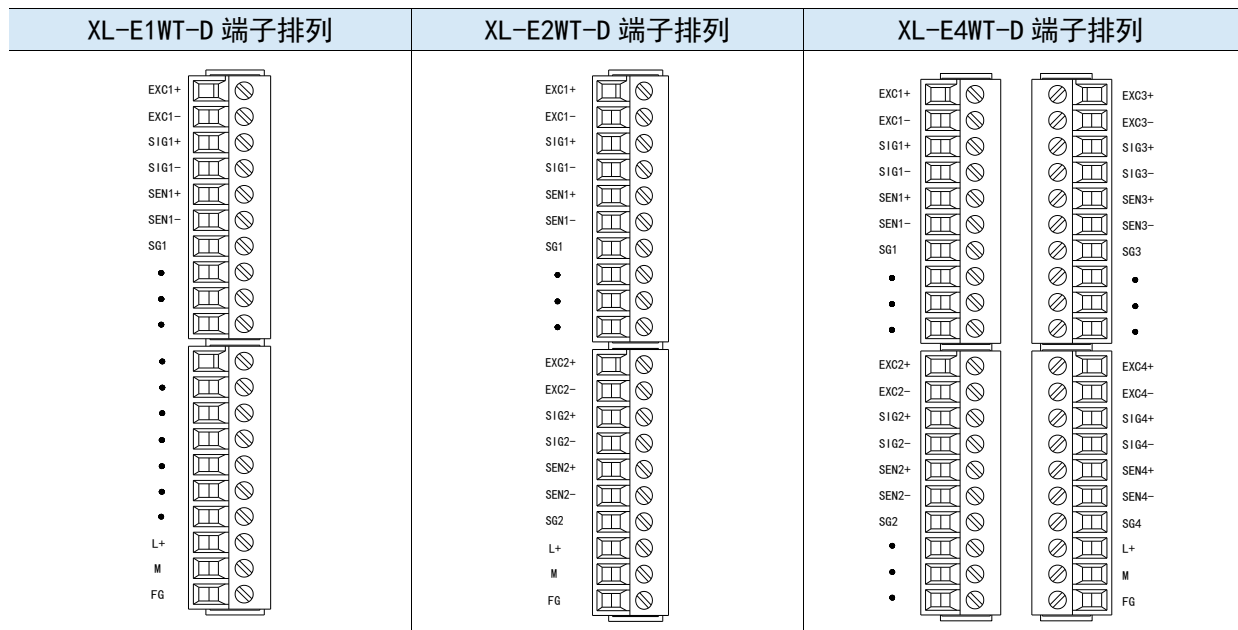 XL-E1WT-D 端子排列
EXC1+
EXC1-
SIG1+
SIG1-
SEN1+
SEN1-
SG1
•
•
•
•
•
•
•
•
•
•
L+
M
FG
XL-E2WT-D 端子排列
EXC1+
EXC1-
SIG1+
SIG1-
SEN1+
SEN1-
SG1
•
•
•
EXC2+
EXC2-
SIG2+
SIG2-
SEN2+
SEN2-
SG2
L+
M
FG
XL-E4WT-D 端子排列
EXC1+
EXC1-
SIG1+
SIG1-
SEN1+
SEN1-
SG1
•
•
•
EXC2+
EXC2-
SIG2+
SIG2-
SEN2+
SEN2-
SG2
•
•
•
EXC3+
EXC3-
SIG3+
SIG3-
SEN3+
SEN3-
SG3
•
•
•
EXC4+
EXC4-
SIG4+
SIG4-
SEN4+
SEN4-
SG4
L+
M
FG